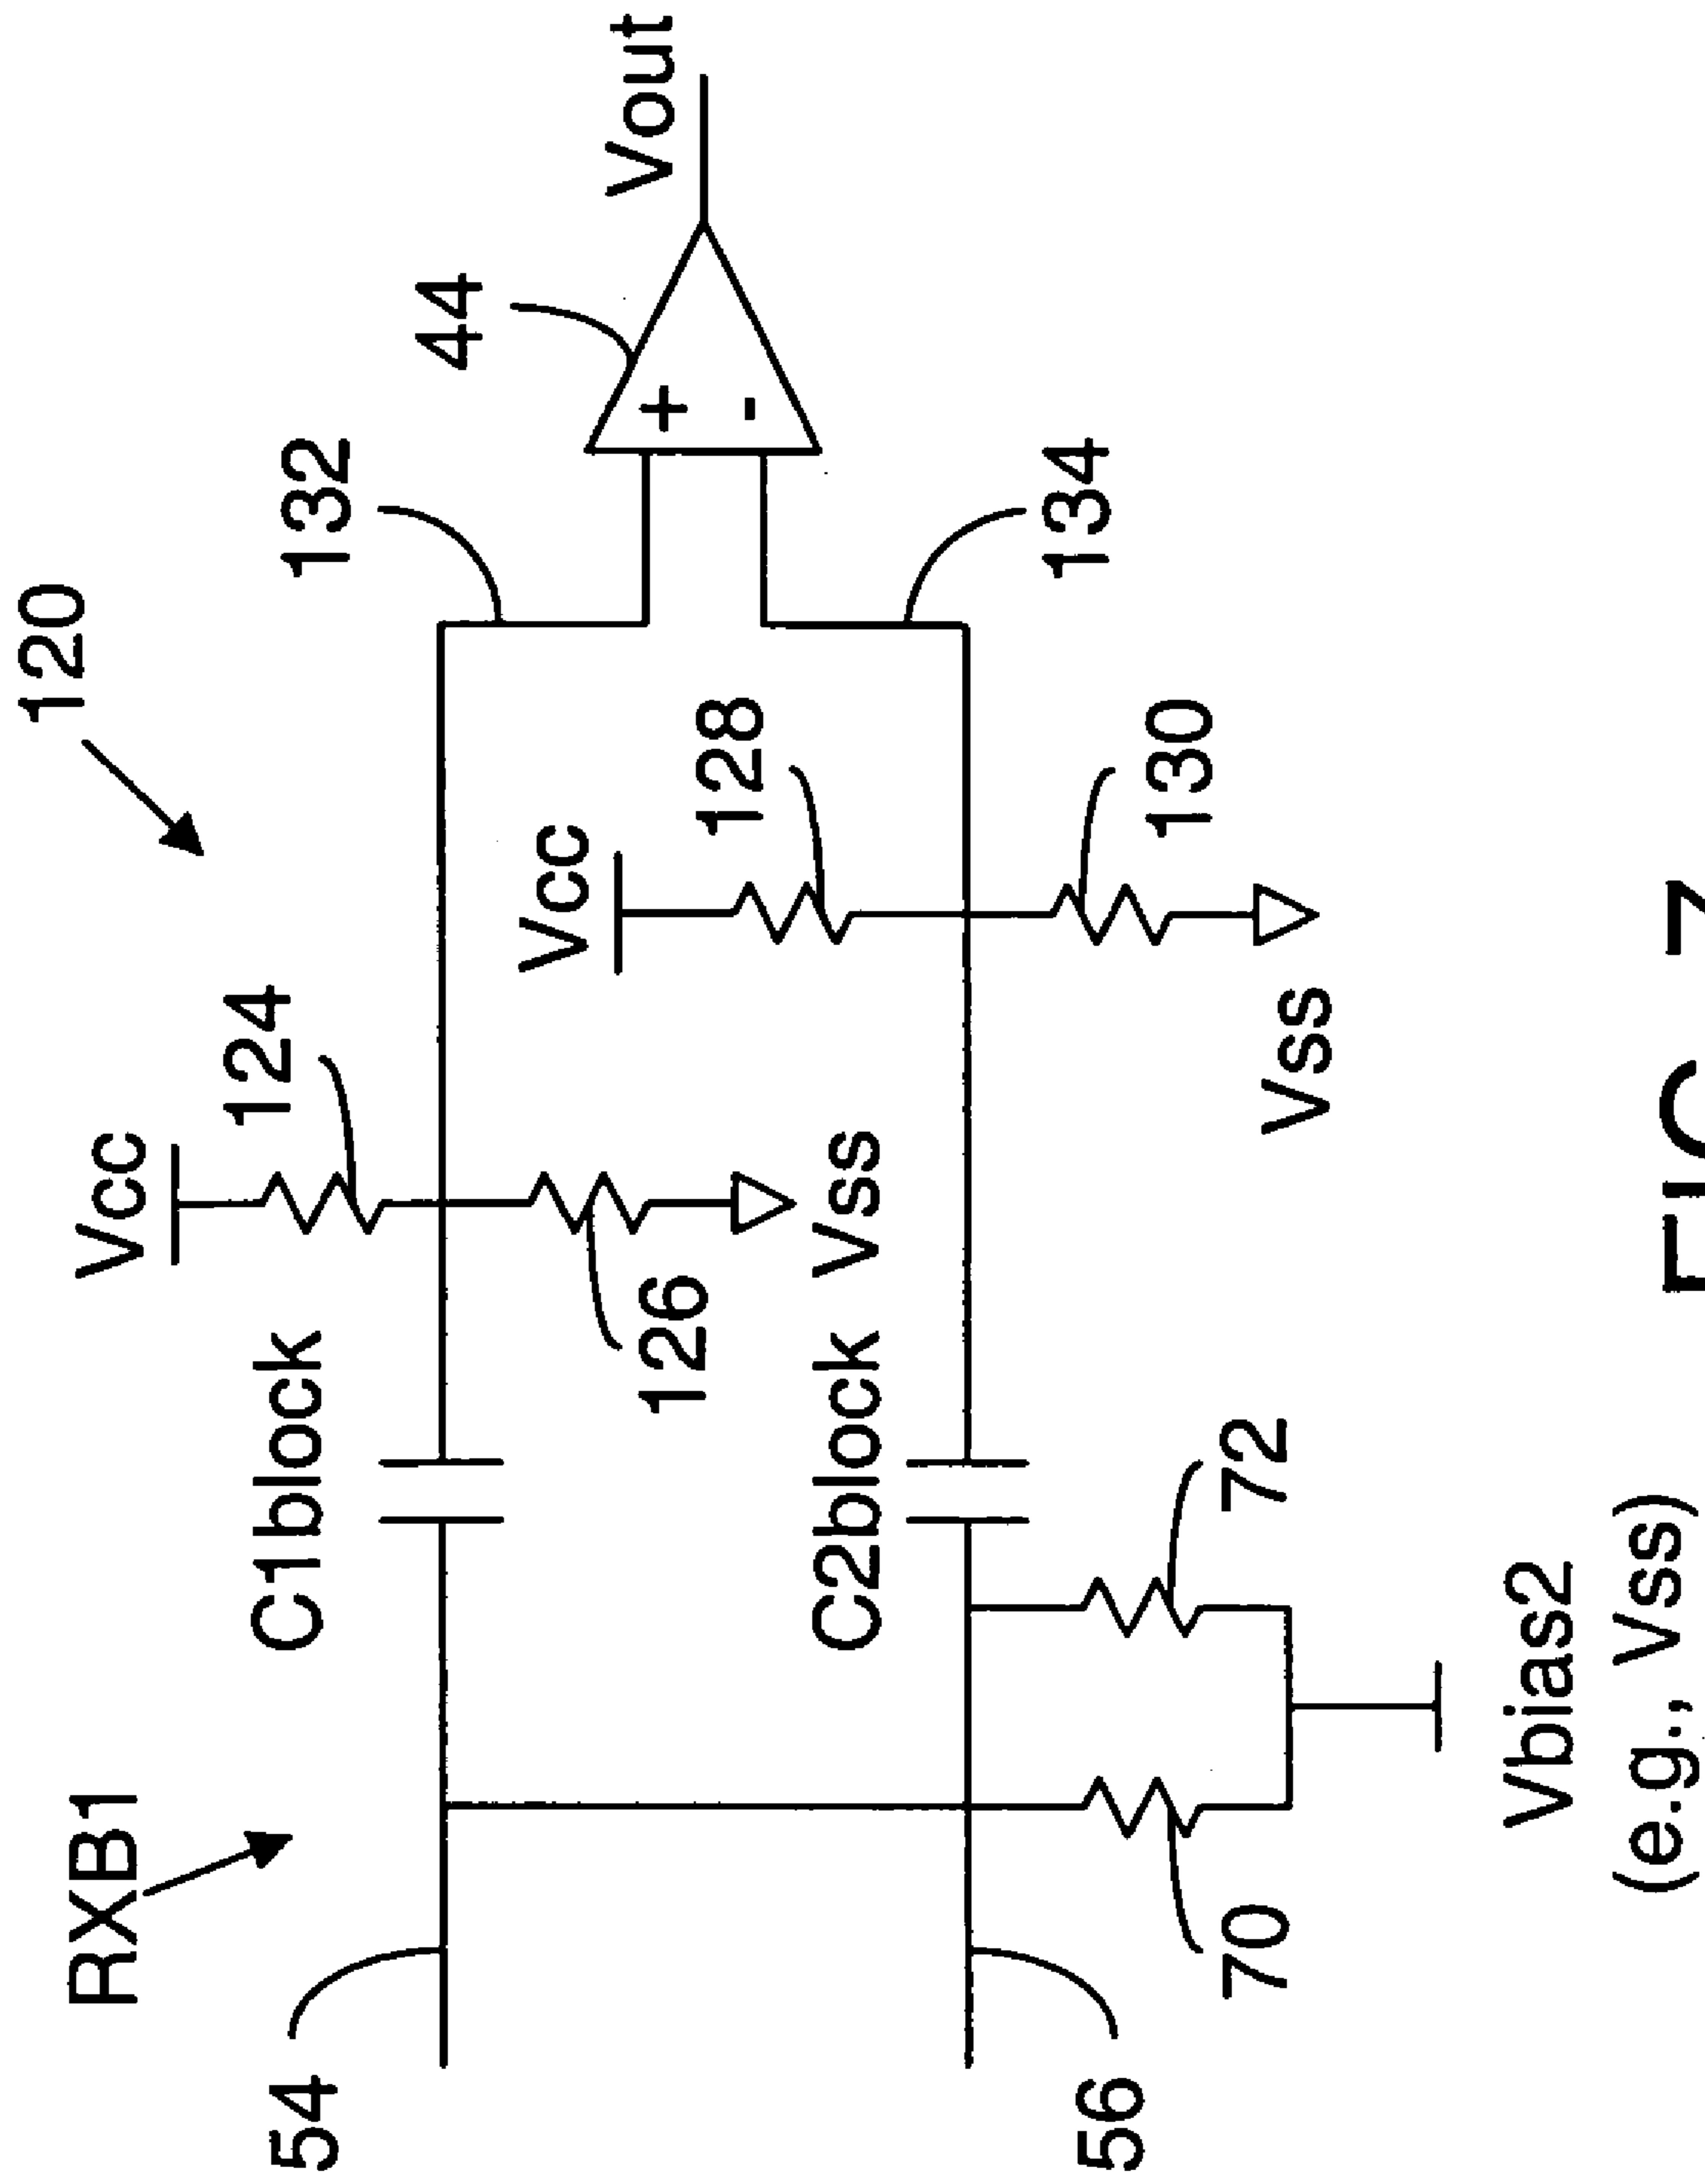 120
RXB1
Vcc
124
C1block
132
44
54
126
Vss
Vcc
128
Vout
C2block
134
56
130
70
72
Vss
Vbias2
(e.g., Vss)